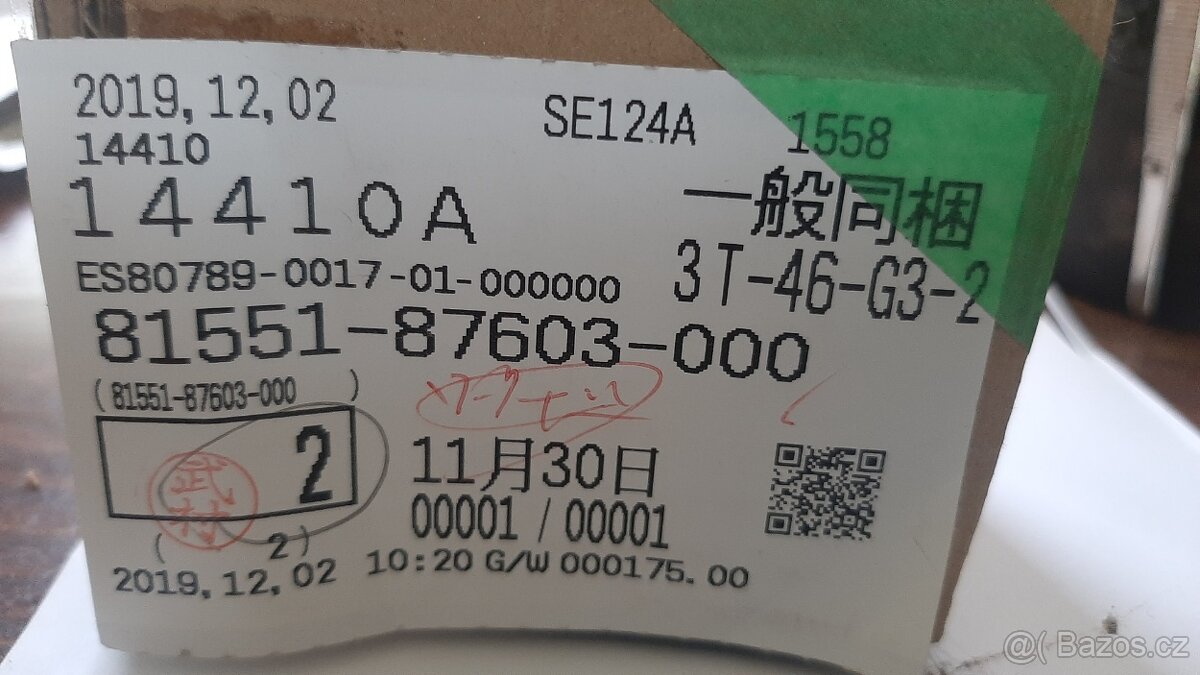 2019,12,02
SE124A
1558
14410
14410A
一般同梱
ES80789-0017-01-000000
3T-46-G3-2
81551-87603-000
(81551-87603-000 )
2
武村
11月30日
00001 / 00001
( 2)
2019,12,02 10:20 G/W 000175.00
@( Bazos.cz